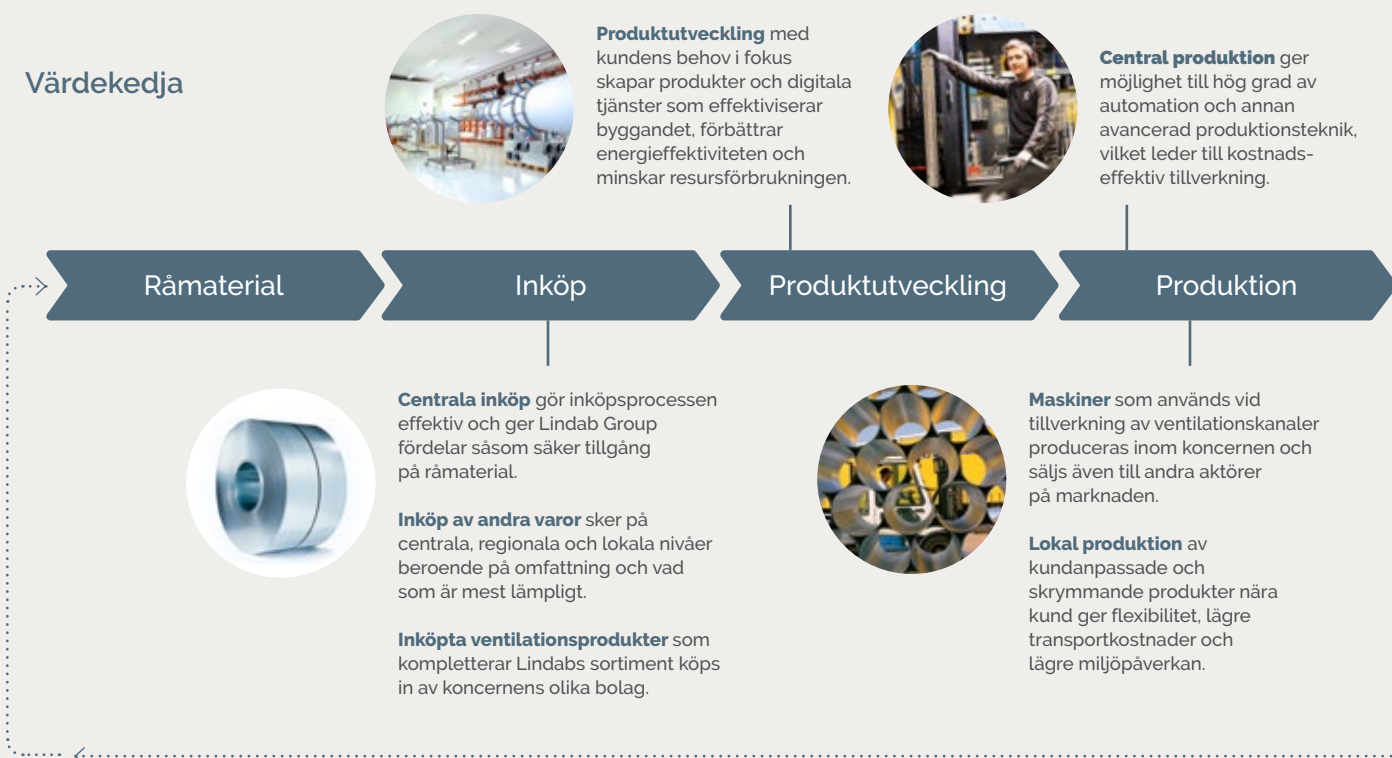 Värdekedja
Produktutveckling med
kundens behov i fokus
skapar produkter och digitala
tjänster som effektiviserar
byggandet, förbättrar
energieffektiviteten och
minskar resursförbrukningen.
Central produktion ger
möjlighet till hög grad av
automation och annan
avancerad produktionsteknik,
vilket leder till kostnads-
effektiv tillverkning.
Råmaterial
Inköp
Produktutveckling
Produktion
Centrala inköp gör inköpsprocessen
effektiv och ger Lindab Group
fördelar såsom säker tillgång
på råmaterial.
Inköp av andra varor sker på
centrala, regionala och lokala nivåer
beroende på omfattning och vad
som är mest lämpligt.
Inköpta ventilationsprodukter som
kompletterar Lindabs sortiment köps
in av koncernens olika bolag.
Maskiner som används vid
tillverkning av ventilationskanaler
produceras inom koncernen och
säljs även till andra aktörer
på marknaden.
Lokal produktion av
kundanpassade och
skrymmande produkter nära
kund ger flexibilitet, lägre
transportkostnader och
lägre miljöpåverkan.